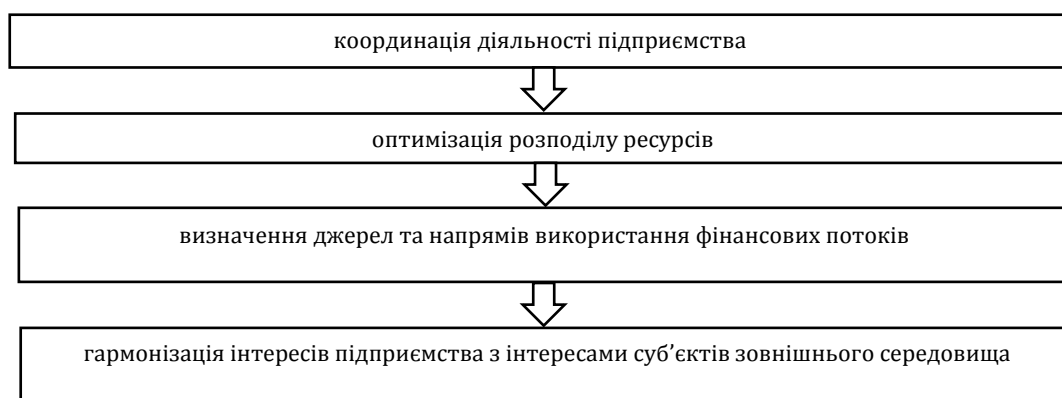 координація діяльності підприємства
оптимізація розподілу ресурсів
визначення джерел та напрямів використання фінансових потоків
гармонізація інтересів підприємства з інтересами суб’єктів зовнішнього середовища